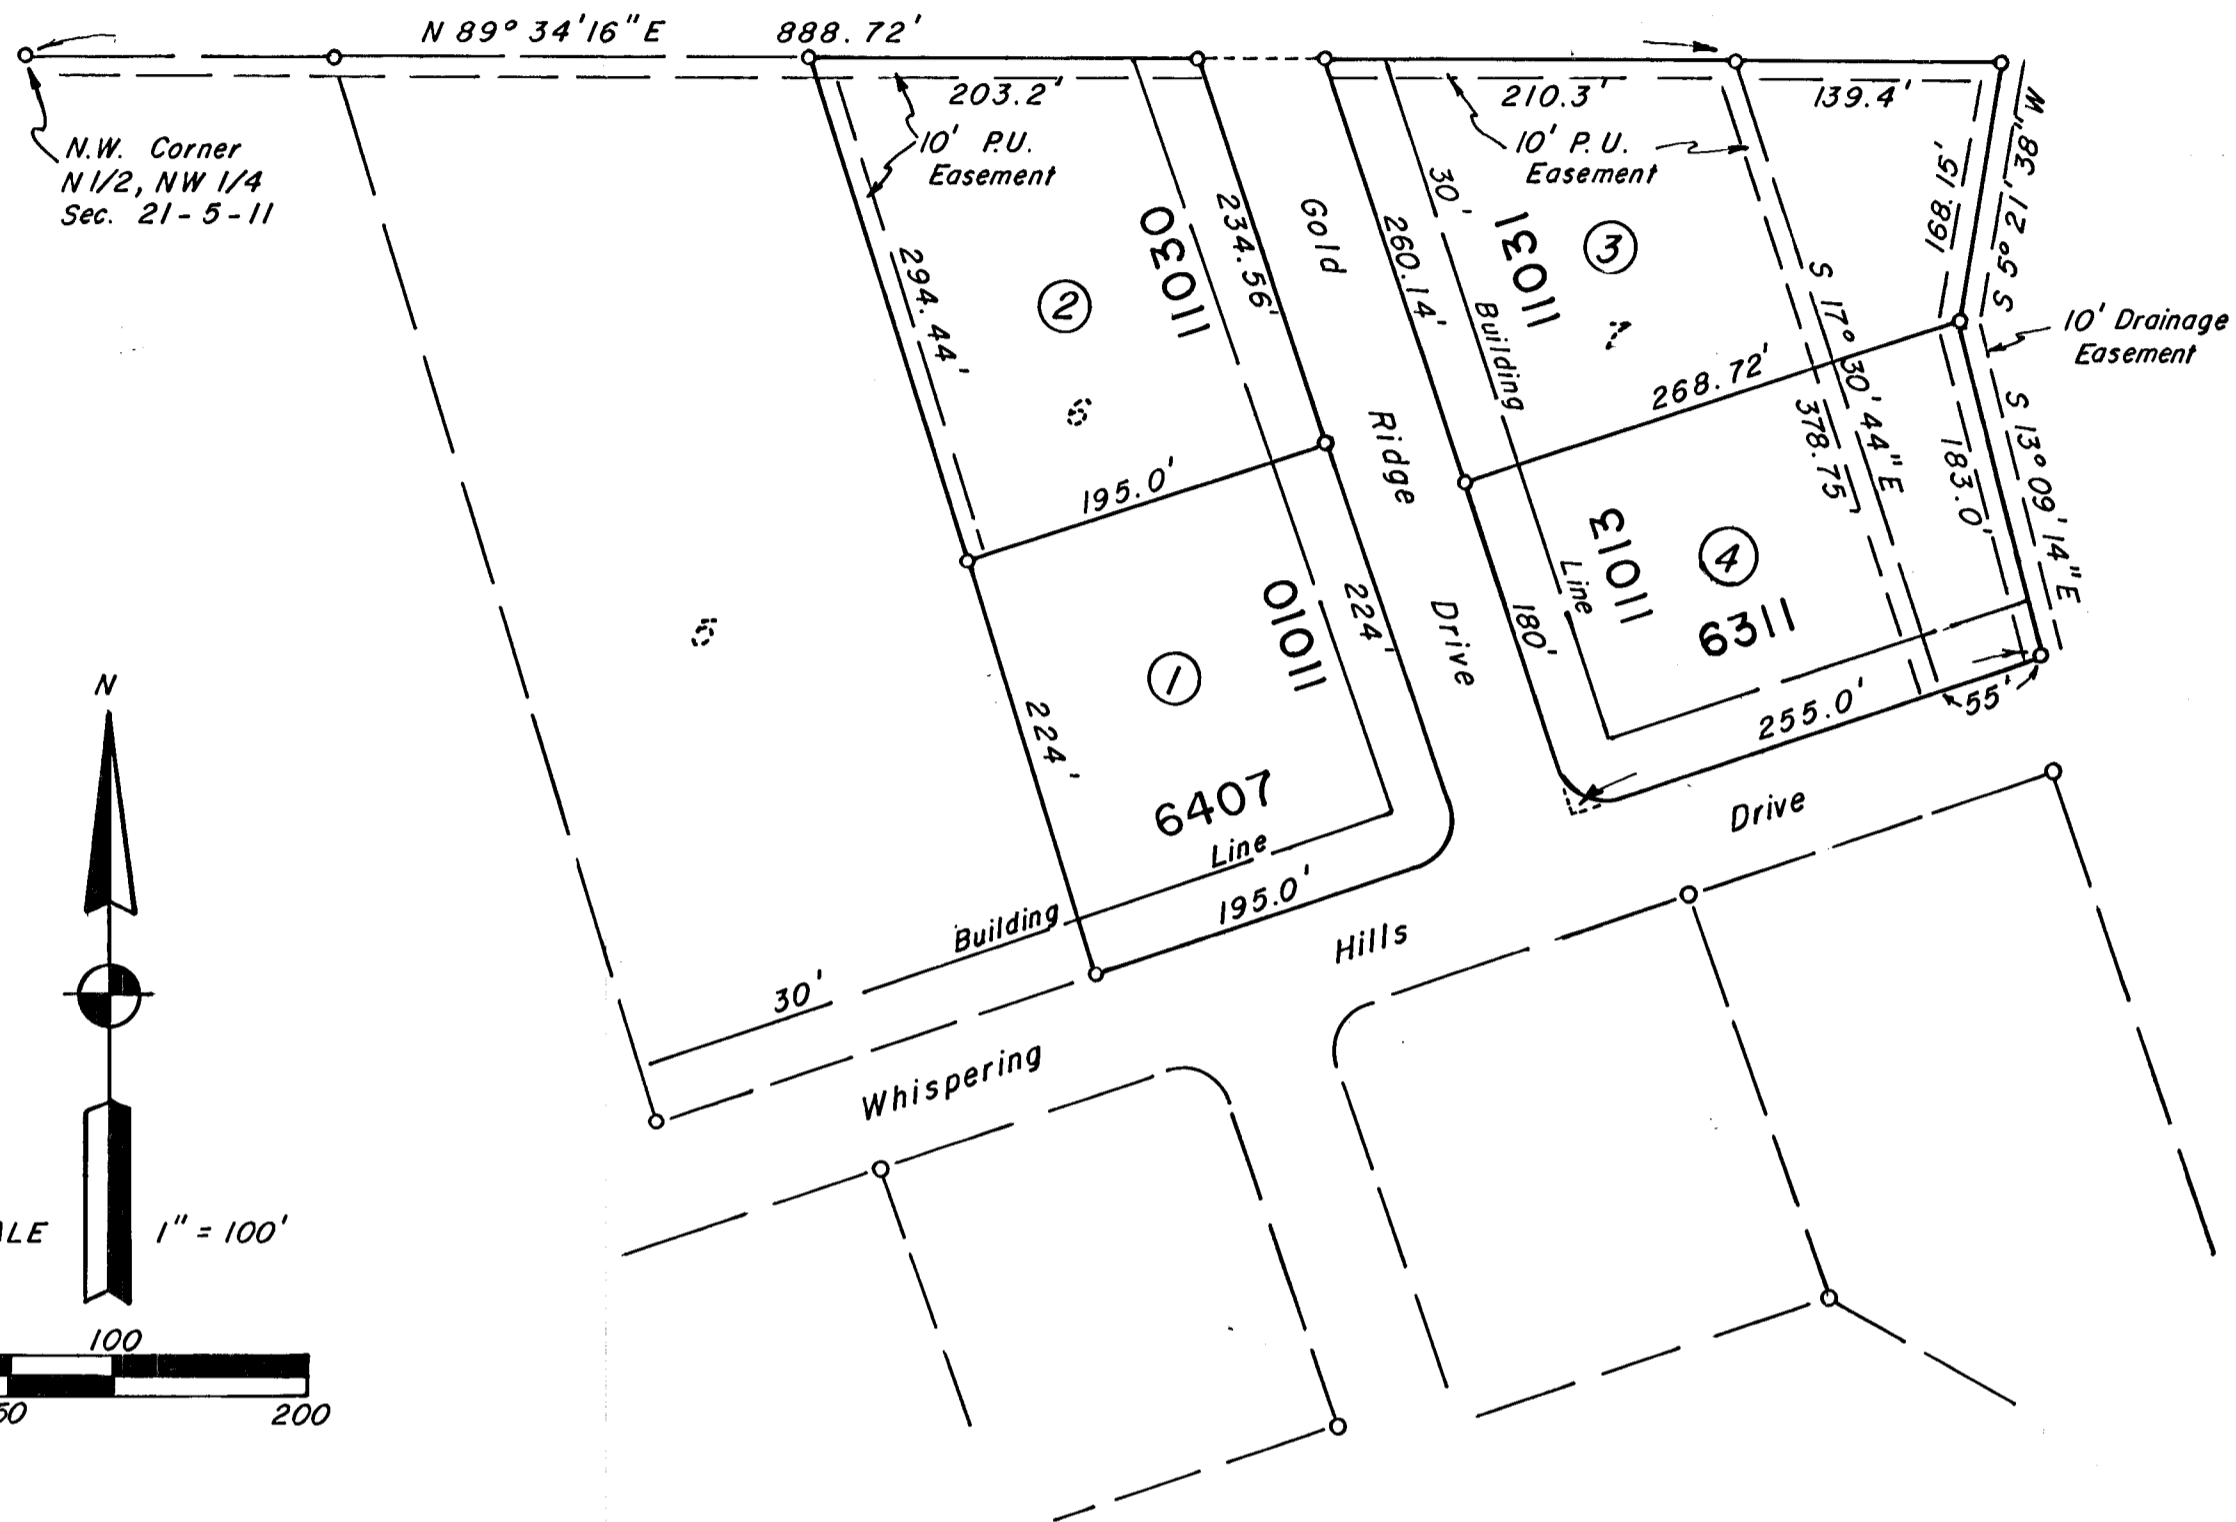 N 89° 34' 16" E
888.72'
203.2'
210.3'
139.4'
N.W. Corner
N 1/2, NW 1/4
Sec. 21-5-11
10' P.U.
Easement
10' P.U.
Easement
168.15'
S 5° 21' 38" W
10' Drainage
Easement
294.44'
2
11030
234.56'
Gold
Ridge
Drive
260.14'
30'
Building
Line
11031
3
268.72'
S 17° 30' 44" E
378.75'
183.0'
S 13° 09' 14" E
195.0'
1
11010
224'
224'
6407
180'
11013
4
6311
255.0'
55'
Building
Line
30'
195.0'
Whispering
Hills
Drive
N
1" = 100'
100
200